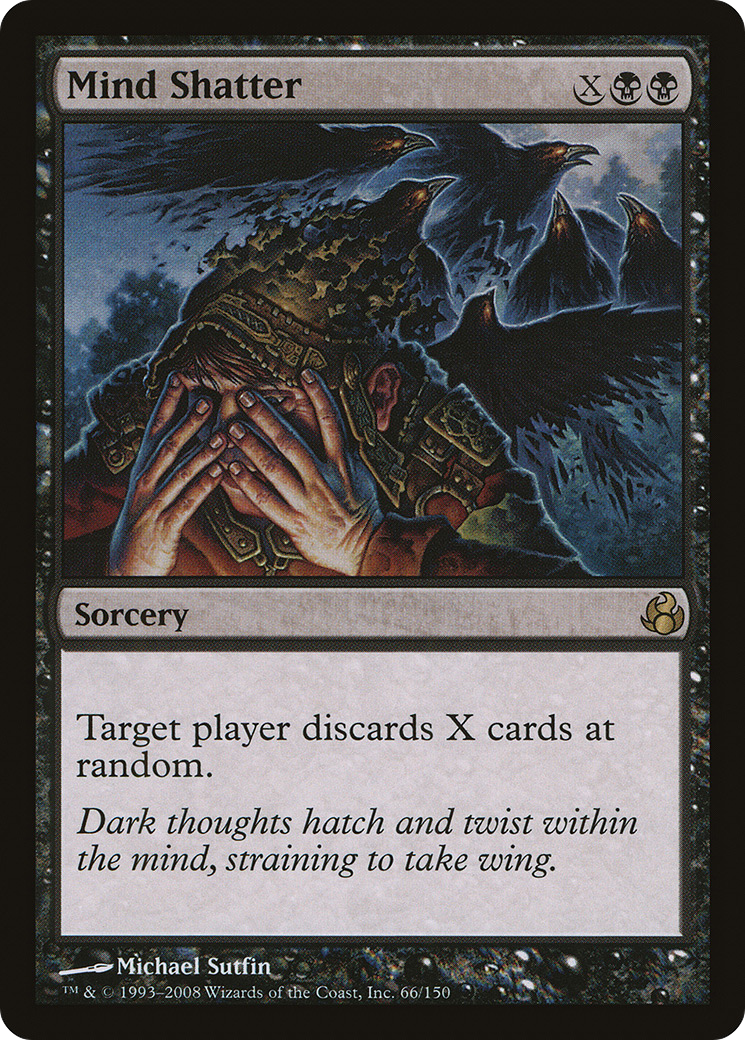 Mind Shatter
X
Sorcery
Target player discards X cards at
random.
Dark thoughts hatch and twist within
the mind, straining to take wing.
Michael Sutfin
™ & © 1993–2008 Wizards of the Coast, Inc. 66/150